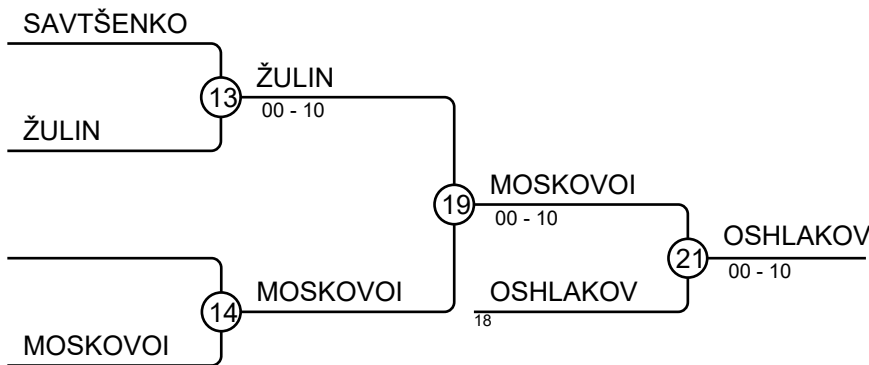 SAVTŠENKO
13
ŽULIN
00 - 10
ŽULIN
19
MOSKOVOI
00 - 10
21
OSHLAKOV
00 - 10
14
MOSKOVOI
OSHLAKOV
18
MOSKOVOI